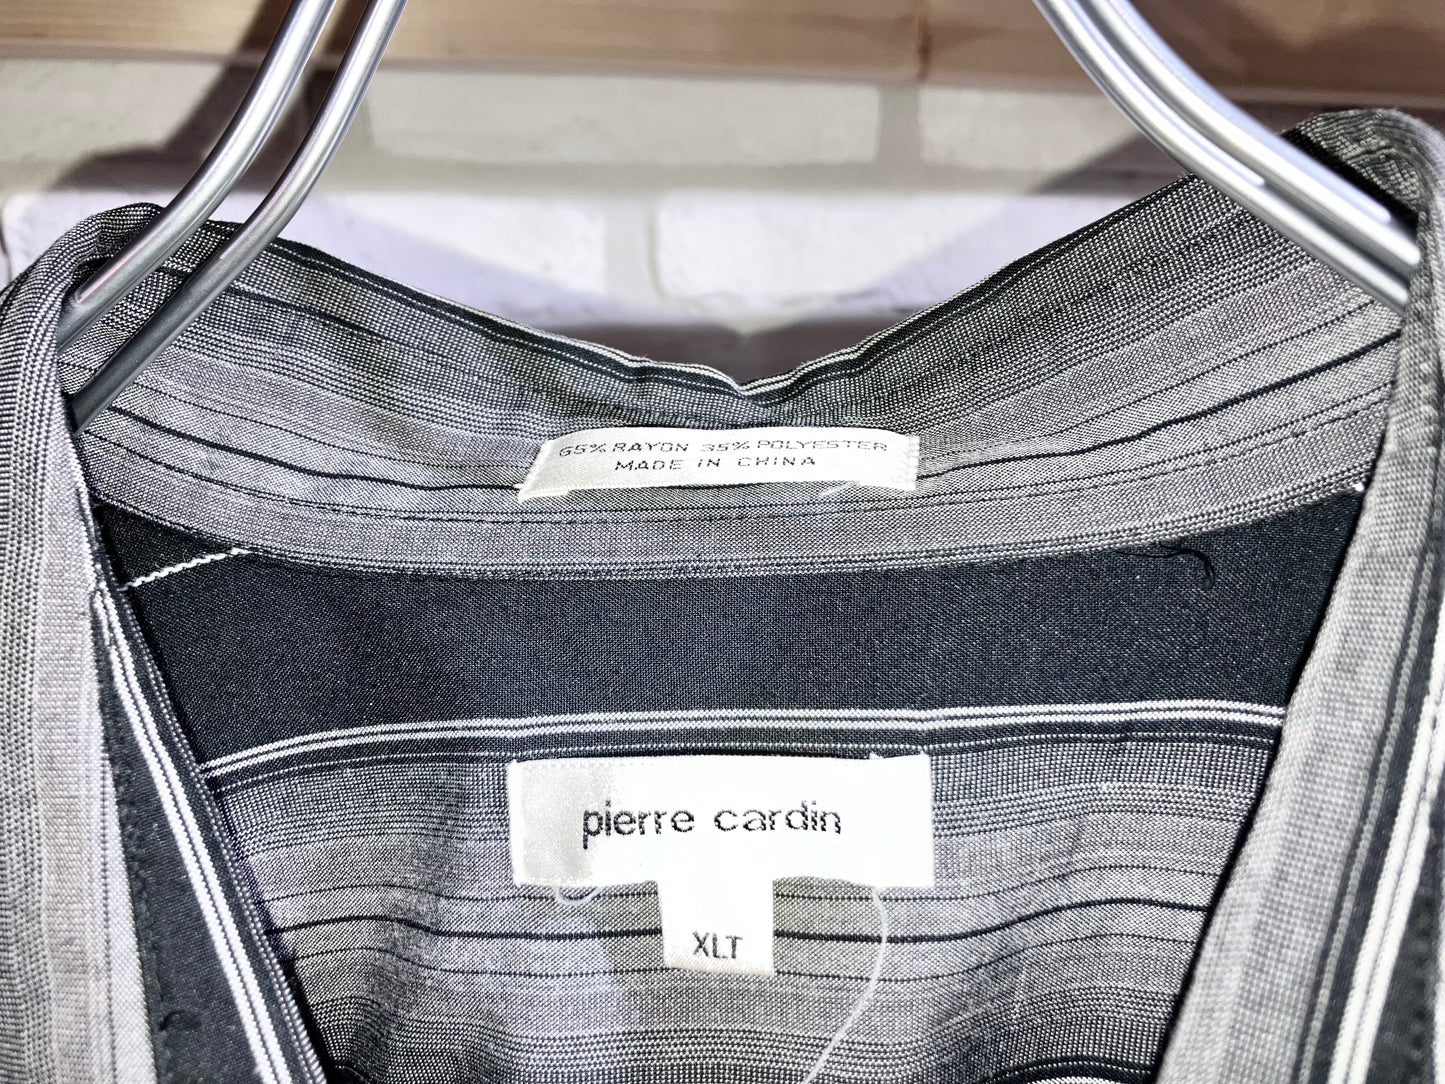 65% RAYON 35% POLYESTER
MADE IN CHINA
pierre cardin
XLT